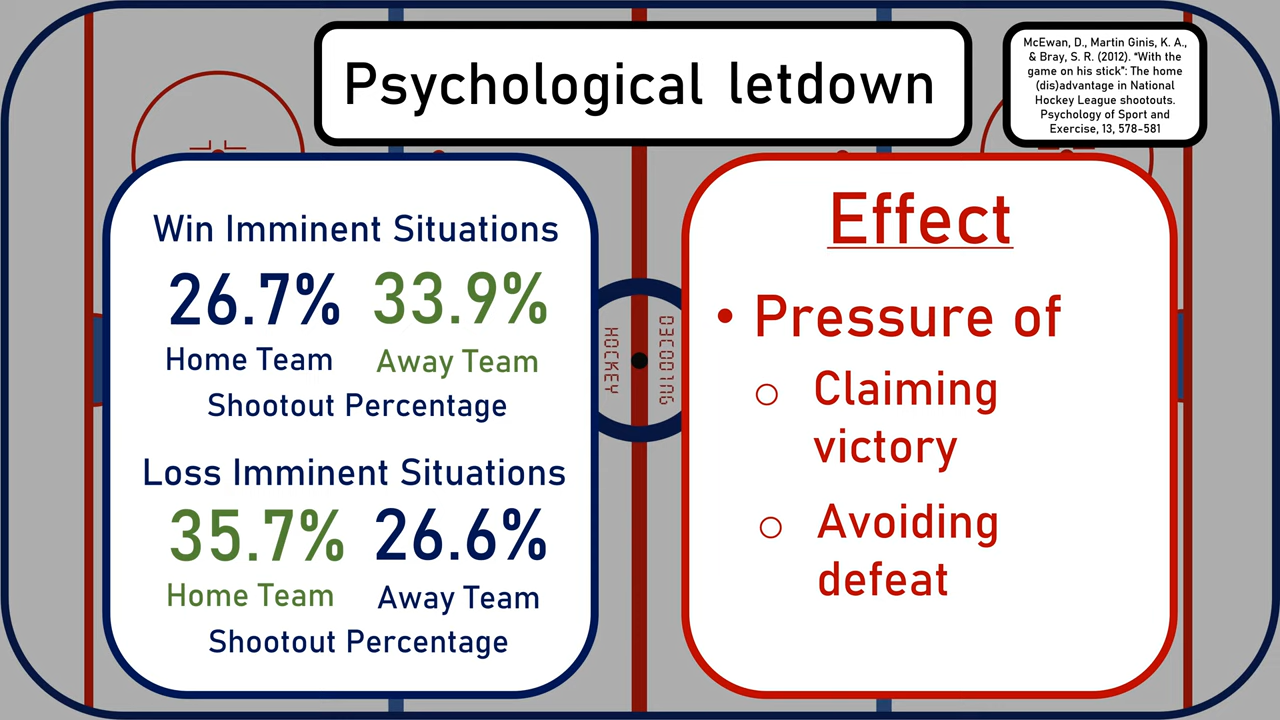 Psychological letdown
McEwan, D., Martin Ginis, K. A.,
& Bray, S. R. (2012). "With the
game on his stick": The home
(dis)advantage in National
Hockey League shootouts.
Psychology of Sport and
Exercise, 13, 578-581
Win Imminent Situations
26.7% 33.9%
Home Team Away Team
Shootout Percentage
Loss Imminent Situations
35.7% 26.6%
Home Team Away Team
Shootout Percentage
HOCKEY
Effect
• Pressure of
○ Claiming
victory
○ Avoiding
defeat